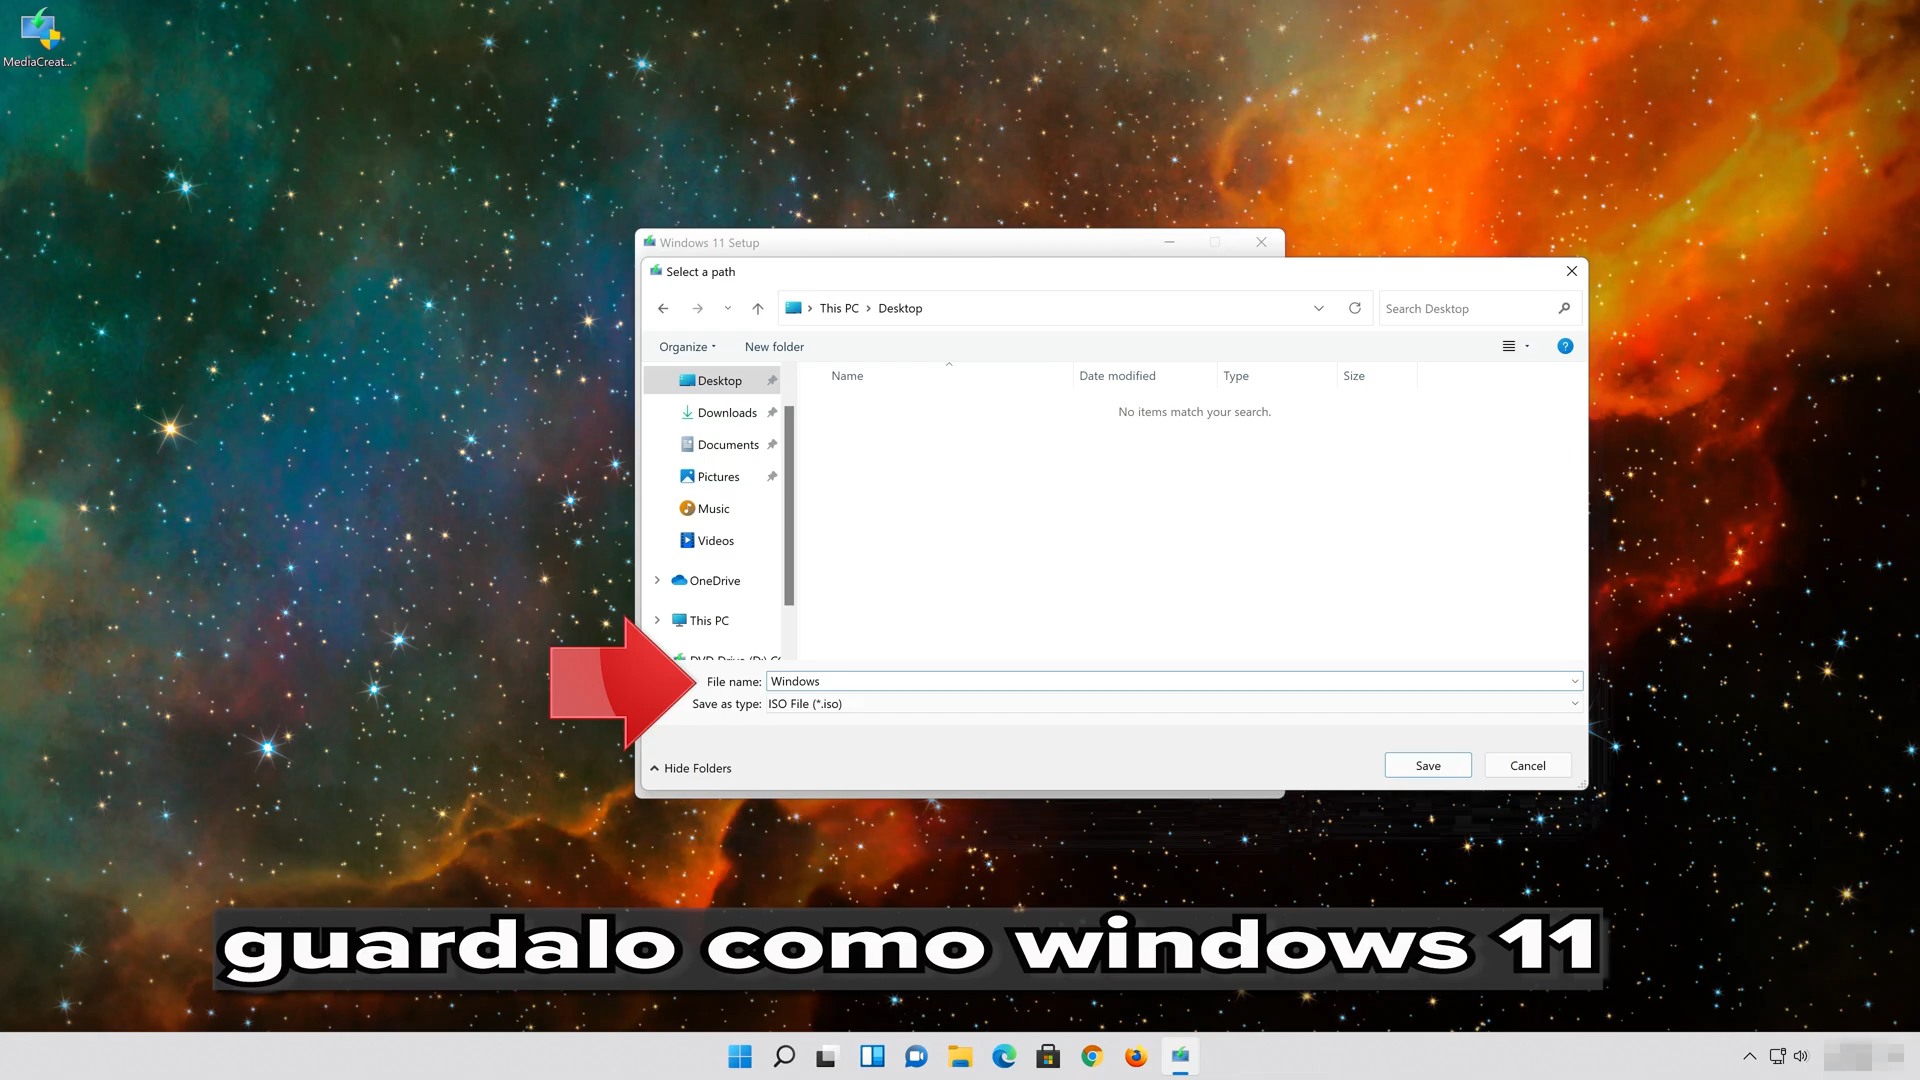 MediaCreat...
Windows 11 Setup
Select a path
This PC
Desktop
Search Desktop
Organize
New folder
Name
Date modified
Type
Size
No items match your search.
Desktop
Downloads
Documents
Pictures
Music
Videos
OneDrive
This PC
DVD Drive (D:)
File name: Windows
Save as type: ISO File (*.iso)
Hide Folders
Save
Cancel
guardalo como windows 11